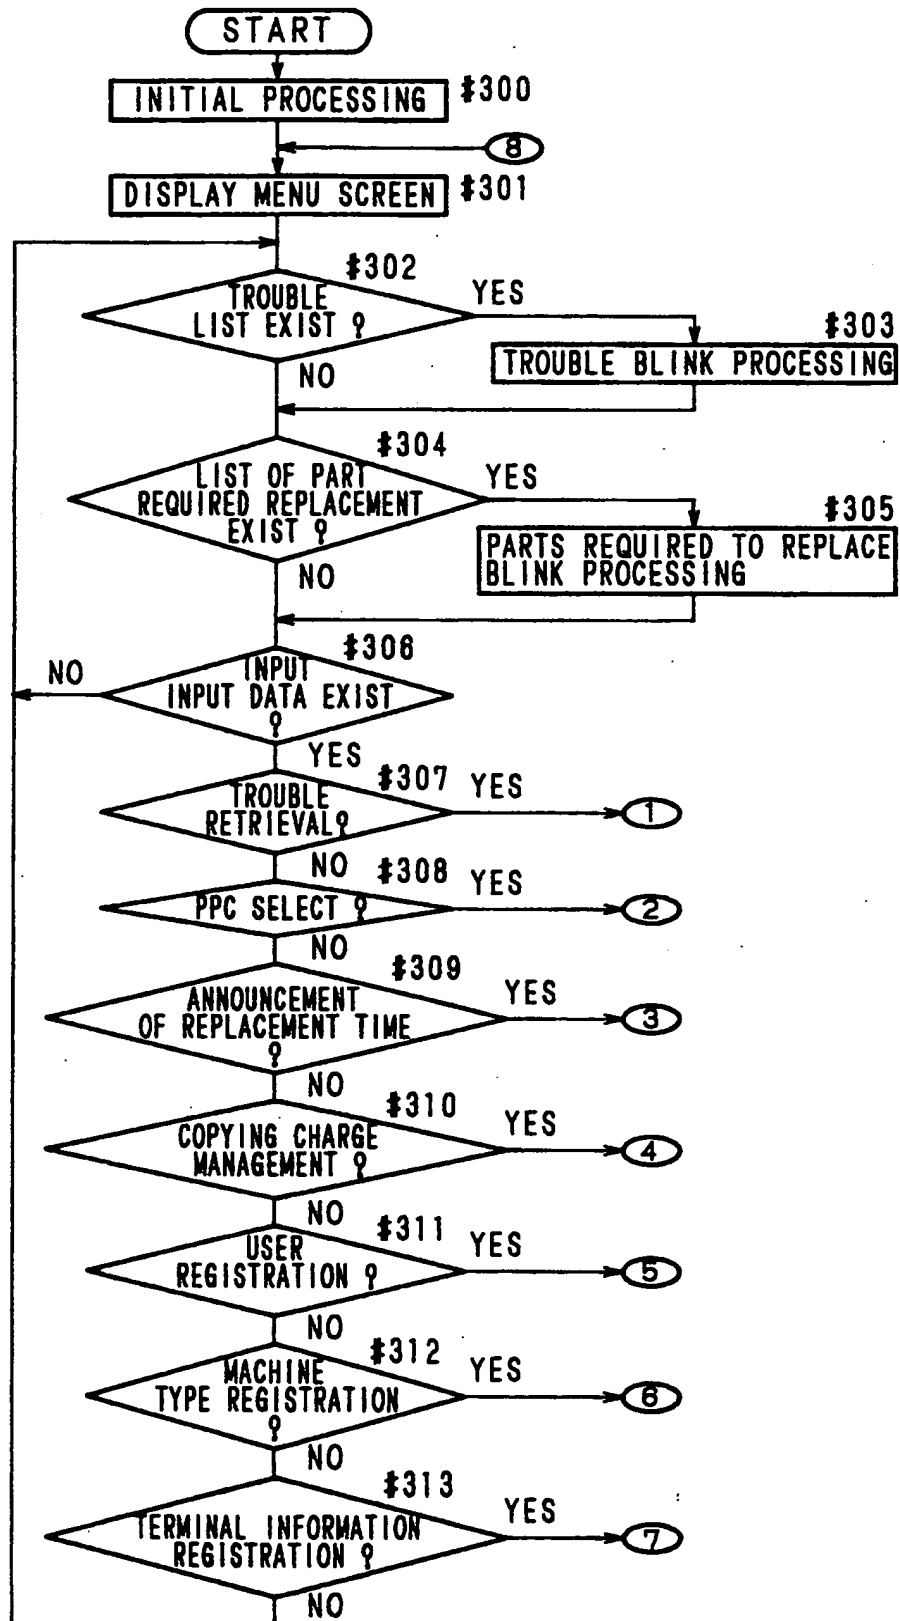 START
INITIAL PROCESSING
#300
8
DISPLAY MENU SCREEN
#301
#302
TROUBLE
LIST EXIST ?
YES
NO
#303
TROUBLE BLINK PROCESSING
#304
LIST OF PART
REQUIRED REPLACEMENT
EXIST ?
YES
NO
#305
PARTS REQUIRED TO REPLACE
BLINK PROCESSING
#306
INPUT
INPUT DATA EXIST
?
NO
YES
#307
TROUBLE
RETRIEVAL?
YES
1
NO
#308
PPC SELECT ?
YES
2
NO
#309
ANNOUNCEMENT
OF REPLACEMENT TIME
?
YES
3
NO
#310
COPYING CHARGE
MANAGEMENT ?
YES
4
NO
#311
USER
REGISTRATION ?
YES
5
NO
#312
MACHINE
TYPE REGISTRATION
?
YES
6
NO
#313
TERMINAL INFORMATION
REGISTRATION ?
YES
7
NO